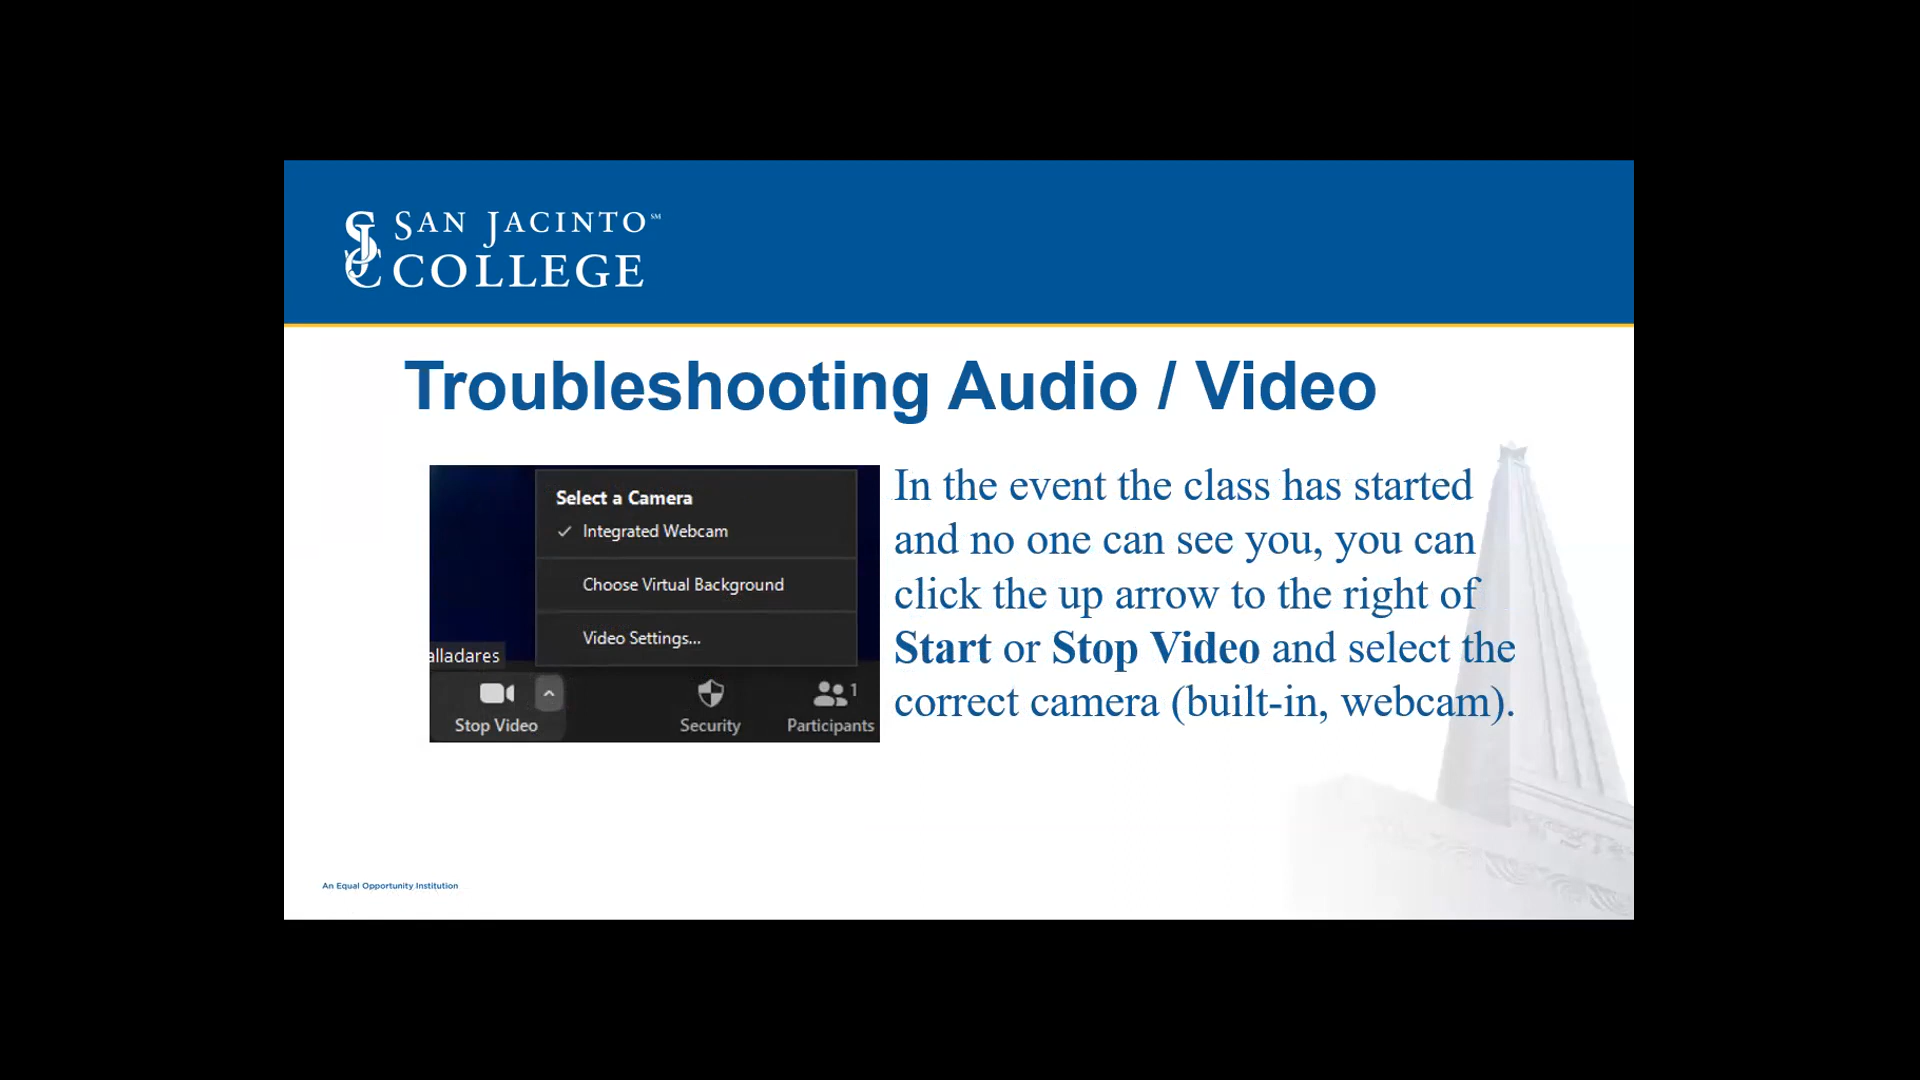 SAN JACINTO℠
COLLEGE
Troubleshooting Audio / Video
Select a Camera
✓ Integrated Webcam
Choose Virtual Background
Video Settings...
alladares
1
Stop Video
Security
Participants
In the event the class has started
and no one can see you, you can
click the up arrow to the right of
Start or Stop Video and select the
correct camera (built-in, webcam).
An Equal Opportunity Institution